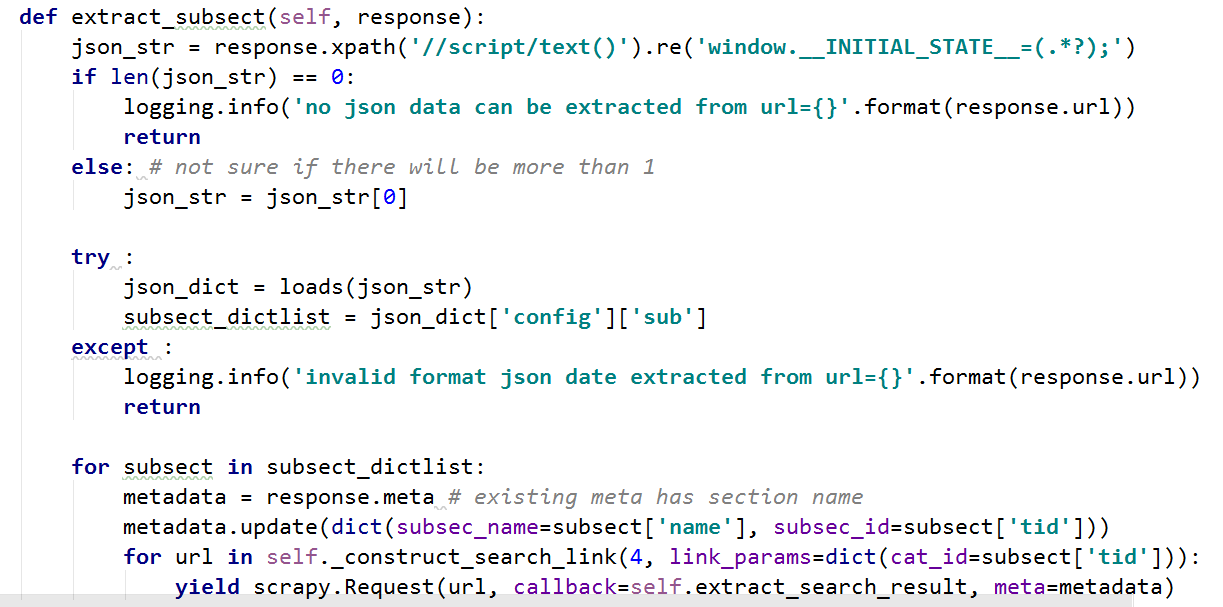 def extract_subsect(self, response):
    json_str = response.xpath('//script/text()').re('window.__INITIAL_STATE__=(.*?);')
    if len(json_str) == 0:
        logging.info('no json data can be extracted from url={}'.format(response.url))
        return
    else: # not sure if there will be more than 1
        json_str = json_str[0]

    try :
        json_dict = loads(json_str)
        subsect_dictlist = json_dict['config']['sub']
    except :
        logging.info('invalid format json date extracted from url={}'.format(response.url))
        return

    for subsect in subsect_dictlist:
        metadata = response.meta # existing meta has section name
        metadata.update(dict(subsec_name=subsect['name'], subsec_id=subsect['tid']))
        for url in self._construct_search_link(4, link_params=dict(cat_id=subsect['tid'])):
            yield scrapy.Request(url, callback=self.extract_search_result, meta=metadata)